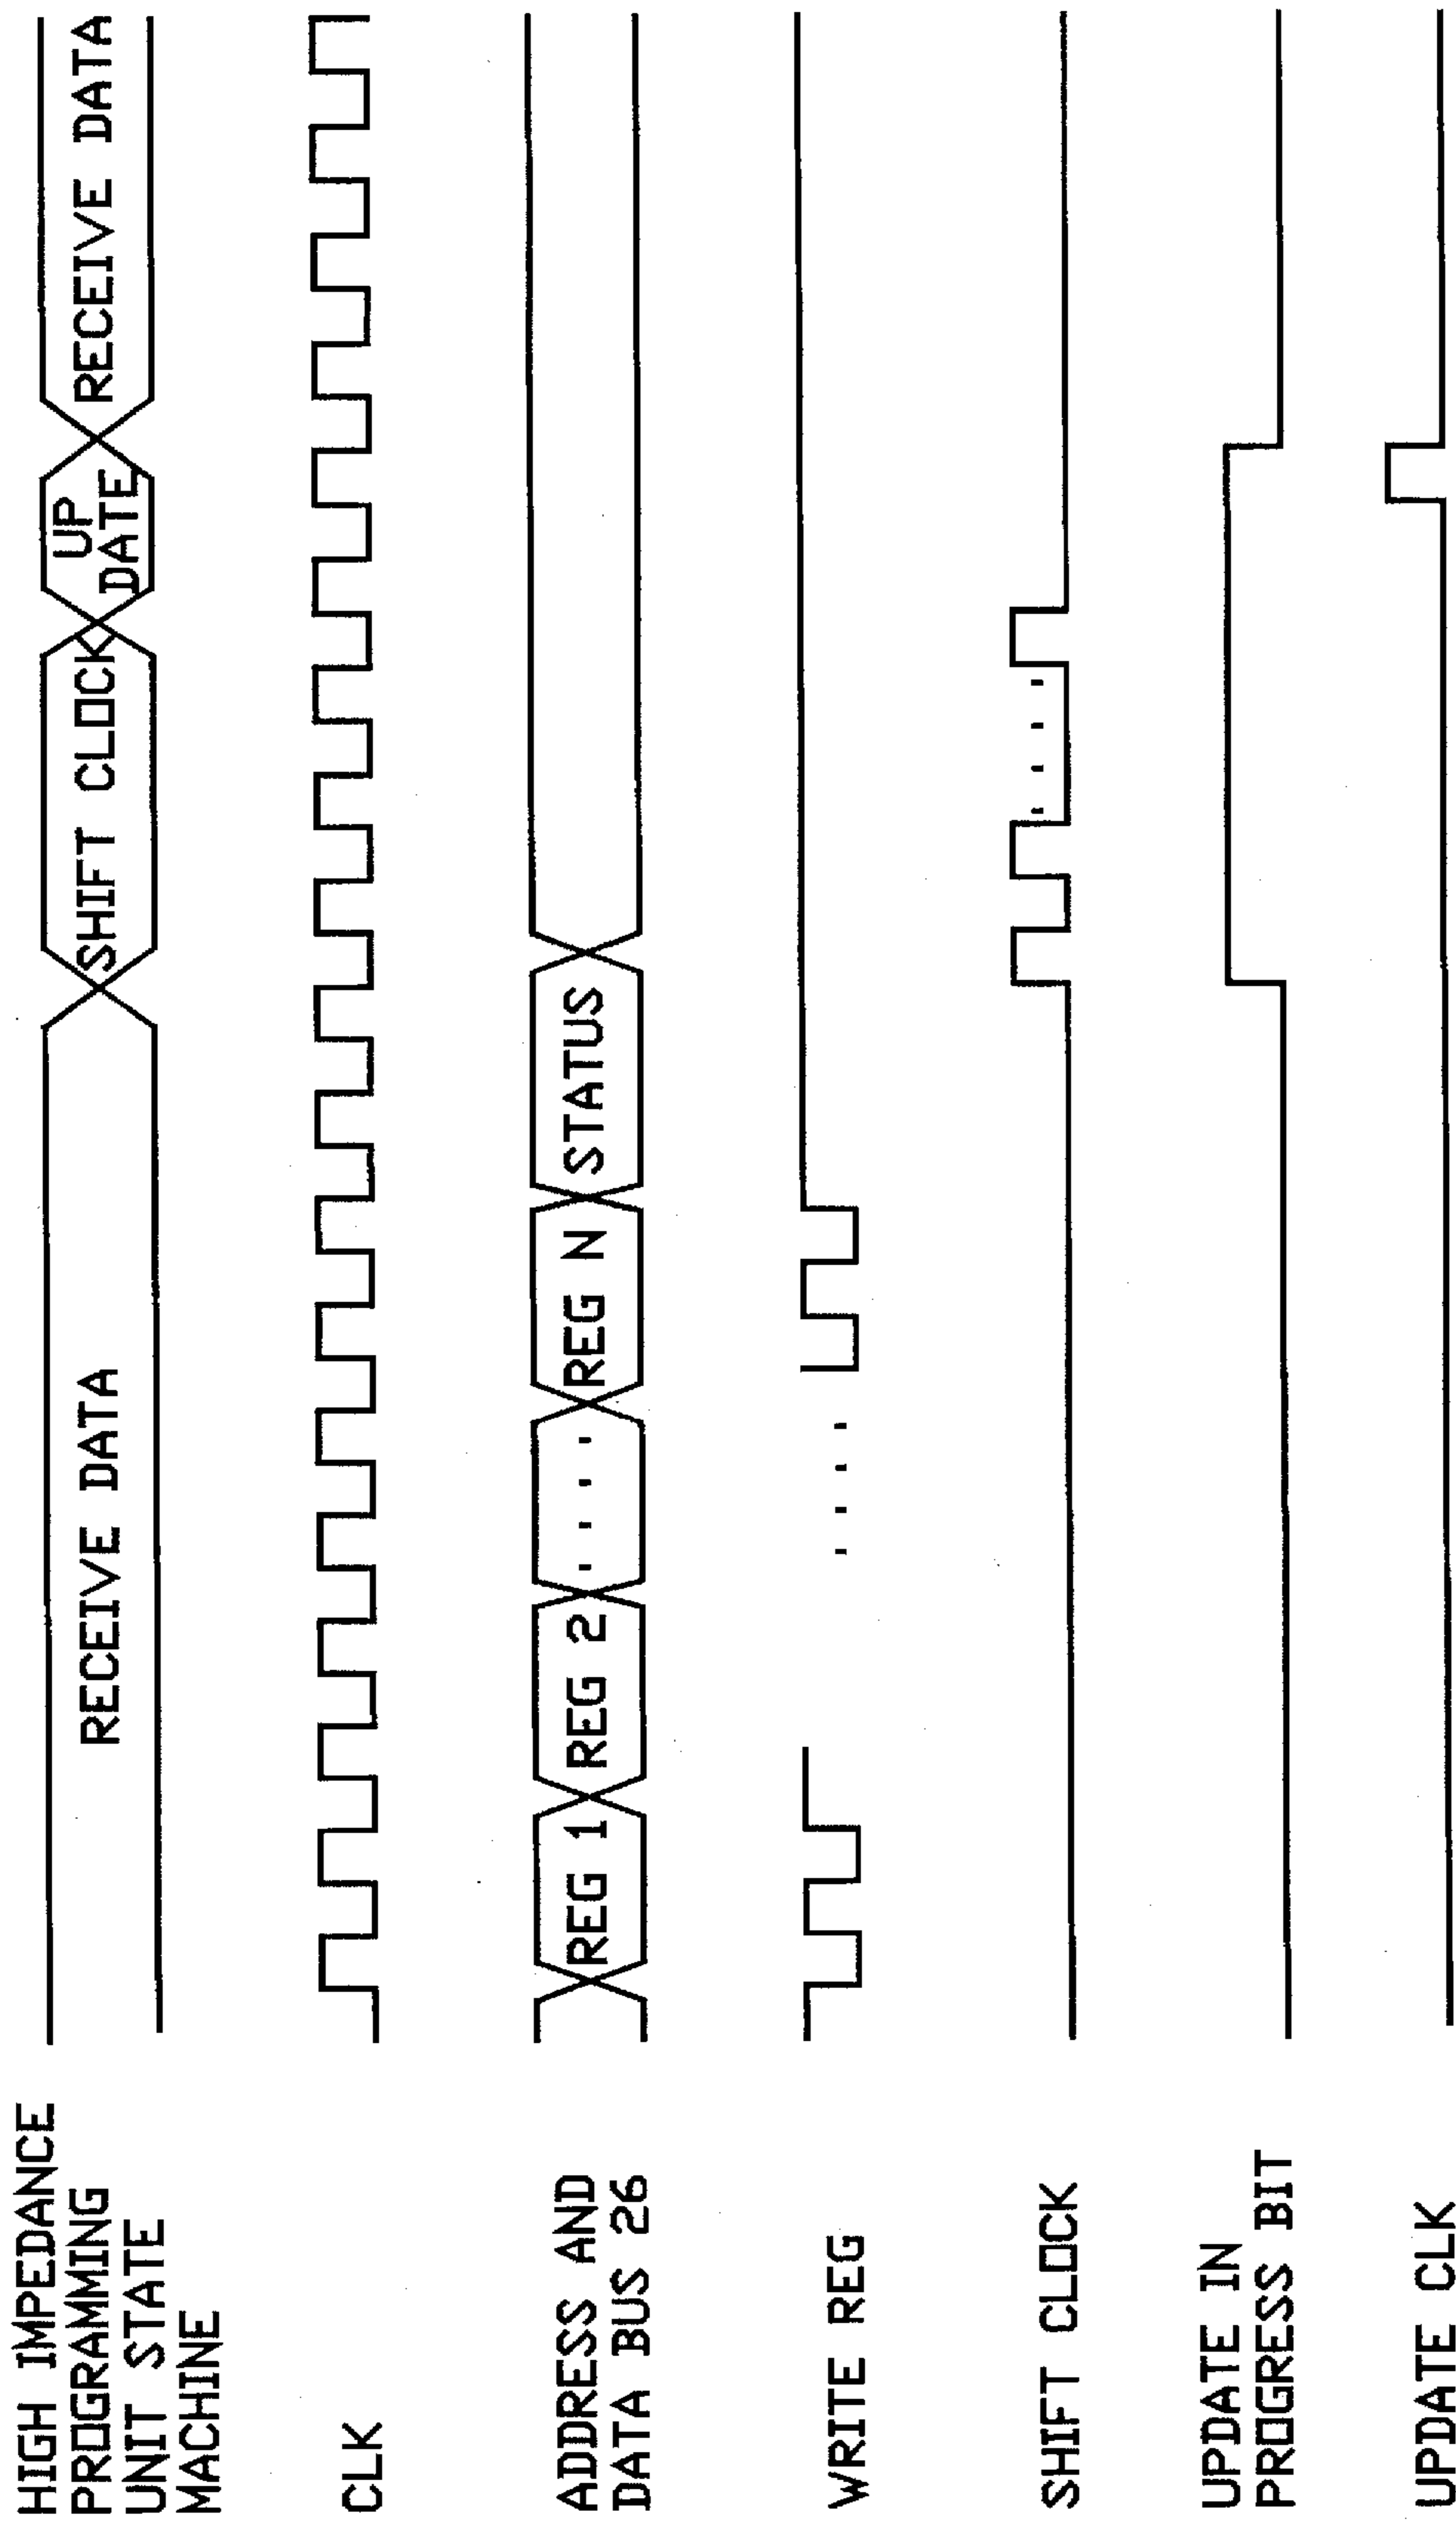 HIGH IMPEDANCE
PROGRAMMING
UNIT STATE
MACHINE
RECEIVE DATA
SHIFT CLOCK
UP
DATE
RECEIVE DATA
CLK
ADDRESS AND
DATA BUS 26
REG 1
REG 2
. . . .
REG N
STATUS
WRITE REG
. . . .
SHIFT CLOCK
. . . .
UPDATE IN
PROGRESS BIT
UPDATE CLK